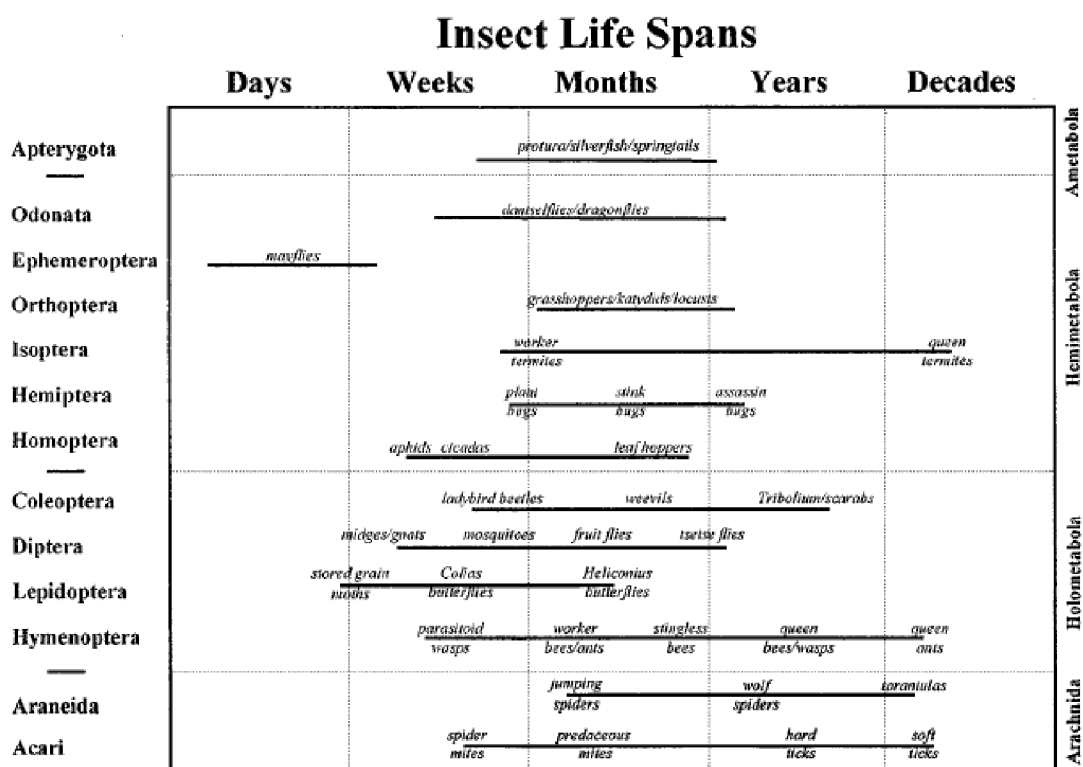 Insect Life Spans
Days Weeks Months Years Decades
Apterygota protura/silverfish/springtails
Ametabola
Odonata damselflies/dragonflies
Ephemeroptera mayflies
Orthoptera grasshoppers/katydids/locusts
Isoptera worker termites queen termites
Hemiptera plant bugs stink bugs assassin bugs
Homoptera aphids cicadas leafhoppers
Hemimetabola
Coleoptera ladybird beetles weevils Tribolium/scarabs
Diptera midges/gnats mosquitoes fruit flies tsetse flies
Lepidoptera stored grain moths Colias butterflies Heliconius butterflies
Hymenoptera parasitoid wasps worker bees/ants stingless bees queen bees/wasps queen ants
Holometabola
Araneida jumping spiders wolf spiders tarantulas
Acari spider mites predaceous mites hard ticks soft ticks
Arachnida